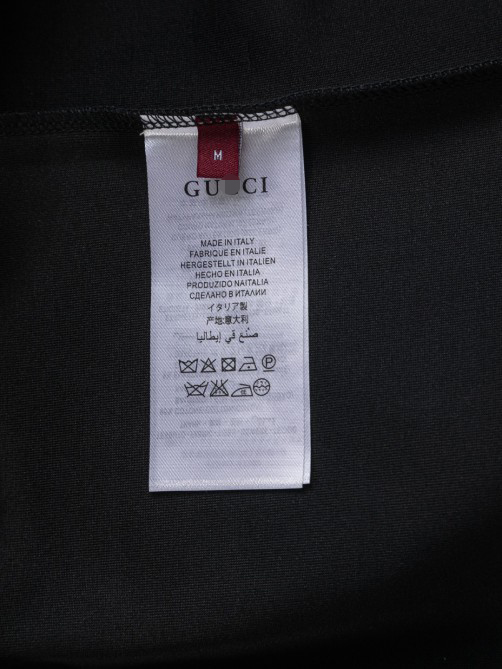 M
GUCCI
MADE IN ITALY
FABRIQUE EN ITALIE
HERGESTELLT IN ITALIEN
HECHO EN ITALIA
PRODUZIDO NAITALIA
СДЕЛАНО В ИТАЛИИ
イタリア製
产地:意大利
صنع في إيطاليا